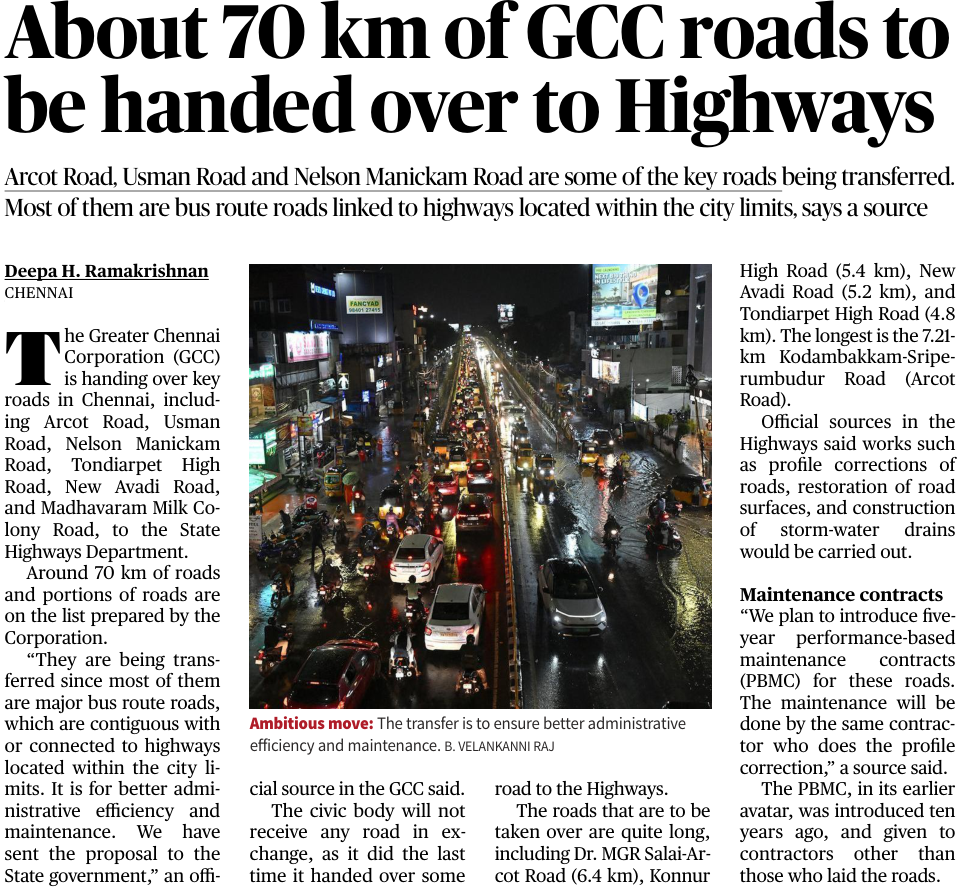 About 70 km of GCC roads to
be handed over to Highways
Arcot Road, Usman Road and Nelson Manickam Road are some of the key roads being transferred.
Most of them are bus route roads linked to highways located within the city limits, says a source
Deepa H. Ramakrishnan
CHENNAI
The Greater Chennai
Corporation (GCC)
is handing over key
roads in Chennai, includ-
ing Arcot Road, Usman
Road, Nelson Manickam
Road, Tondiarpet High
Road, New Avadi Road,
and Madhavaram Milk Co-
lony Road, to the State
Highways Department.
Around 70 km of roads
and portions of roads are
on the list prepared by the
Corporation.
“They are being trans-
ferred since most of them
are major bus route roads,
which are contiguous with
or connected to highways
located within the city li-
mits. It is for better admi-
nistrative efficiency and
maintenance. We have
sent the proposal to the
State government,” an offi-
FANCYAD
98401 27415
Ambitious move: The transfer is to ensure better administrative
efficiency and maintenance. B. VELANKANNI RAJ
cial source in the GCC said.
The civic body will not
receive any road in ex-
change, as it did the last
time it handed over some
road to the Highways.
The roads that are to be
taken over are quite long,
including Dr. MGR Salai-Ar-
cot Road (6.4 km), Konnur
High Road (5.4 km), New
Avadi Road (5.2 km), and
Tondiarpet High Road (4.8
km). The longest is the 7.21-
km Kodambakkam-Sripe-
rumbudur Road (Arcot
Road).
Official sources in the
Highways said works such
as profile corrections of
roads, restoration of road
surfaces, and construction
of storm-water drains
would be carried out.
Maintenance contracts
“We plan to introduce five-
year performance-based
maintenance contracts
(PBMC) for these roads.
The maintenance will be
done by the same contrac-
tor who does the profile
correction,” a source said.
The PBMC, in its earlier
avatar, was introduced ten
years ago, and given to
contractors other than
those who laid the roads.